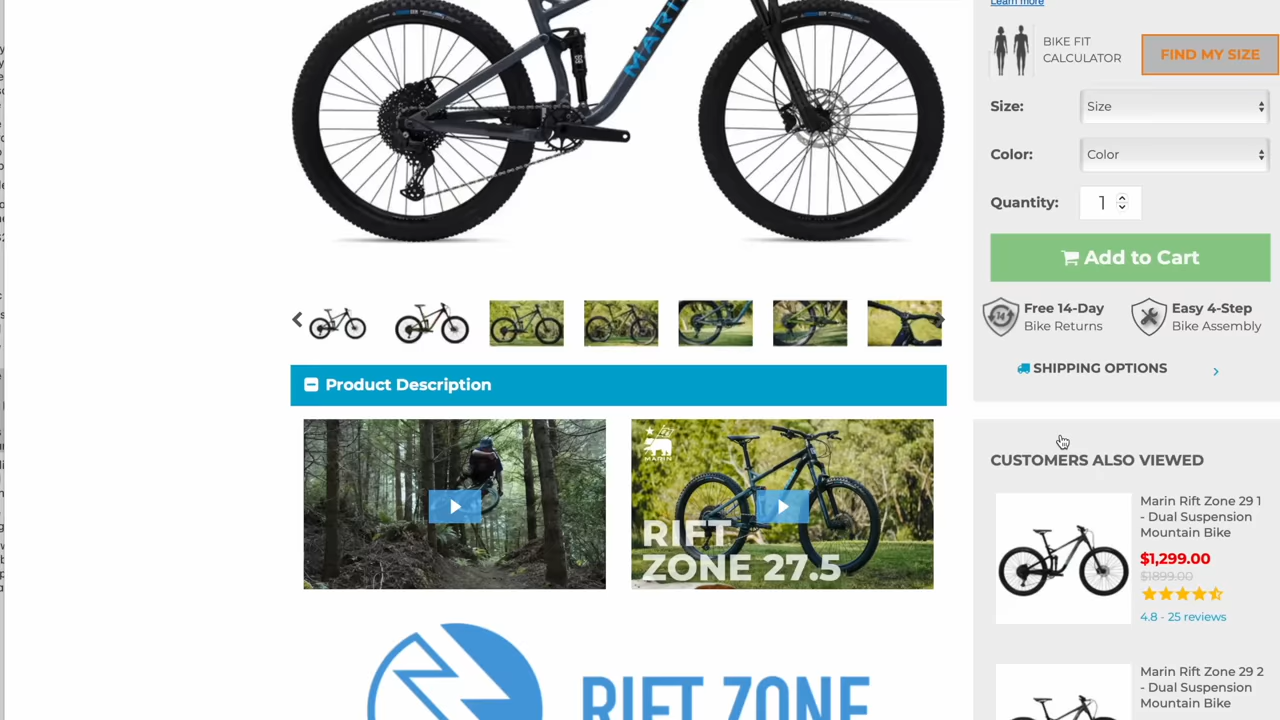 Learn more
BIKE FIT
CALCULATOR
FIND MY SIZE
MARI
Size:
Size
Color:
Color
Quantity:
1
Add to Cart
14
Free 14-Day
Bike Returns
Easy 4-Step
Bike Assembly
SHIPPING OPTIONS
Product Description
MARIN
RIFT
ZONE 27.5
CUSTOMERS ALSO VIEWED
Marin Rift Zone 29 1
- Dual Suspension
Mountain Bike
$1,299.00
$1899.00
4.8 - 25 reviews
RIFT ZONE
Marin Rift Zone 29 2
- Dual Suspension
Mountain Bike